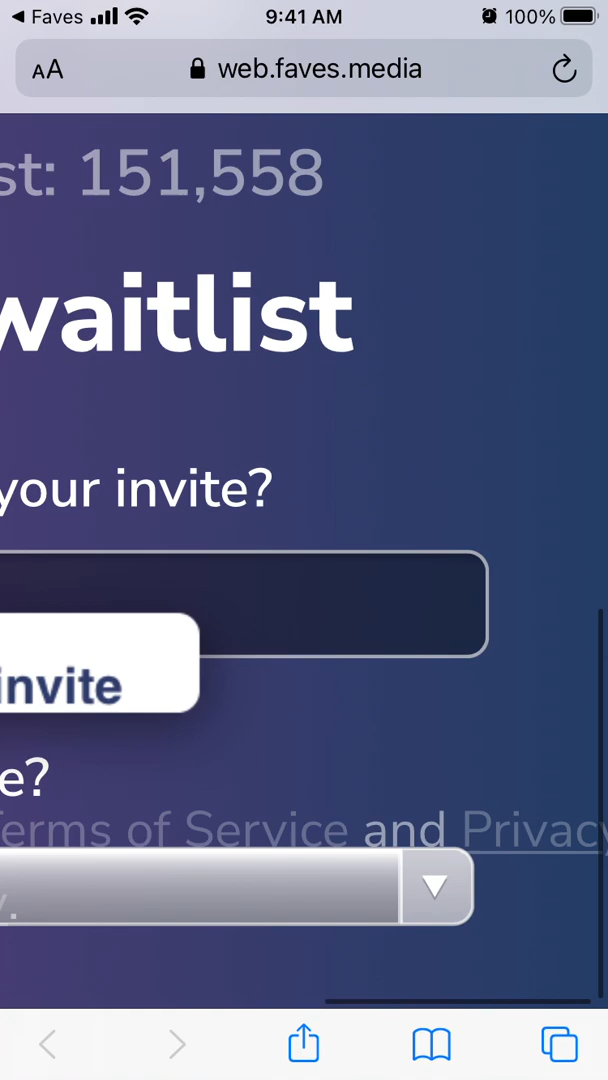 Faves 9:41 AM 100%
AA web.faves.media
st: 151,558
waitlist
your invite?
invite
e?
Terms of Service and Privacy
y.